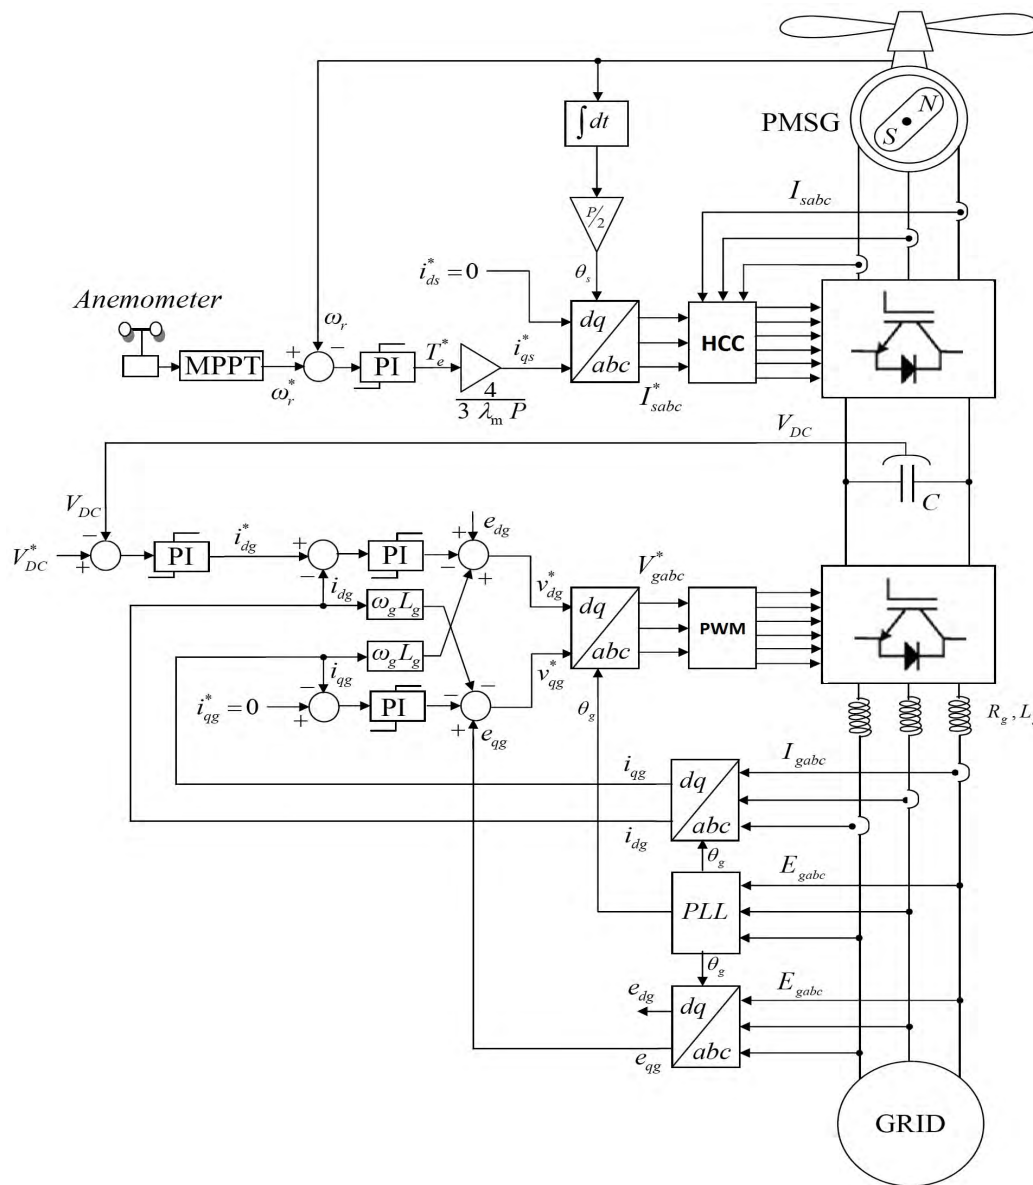 PMSG
N
S
∫dt
P/2
I_sabc
i*_ds = 0
θ_s
Anemometer
ω_r
MPPT
+
−
ω*_r
PI
T*_e
4
3 λ_m P
i*_qs
dq
abc
I*_sabc
HCC
V_DC
C
V_DC
−
V*_DC
+
PI
i*_dg
+
−
PI
−
+
+
e_dg
i_dg
ω_g L_g
v*_dg
V*_gabc
dq
abc
PWM
ω_g L_g
i_qg
v*_qg
i*_qg = 0
−
+
PI
−
−
+
e_qg
θ_g
R_g , L
i_qg
dq
abc
I_gabc
i_dg
θ_g
PLL
E_gabc
θ_g
e_dg
dq
abc
E_gabc
e_qg
GRID